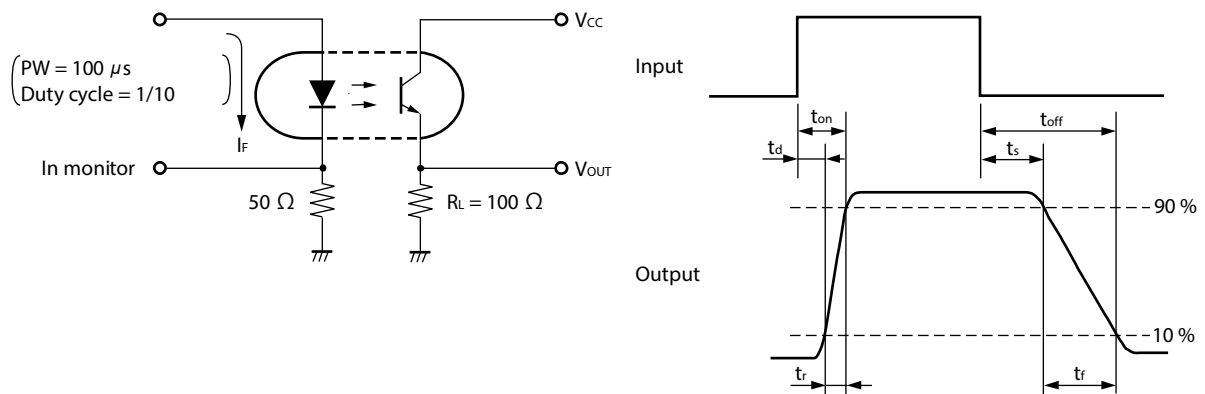 PW = 100 μs
Duty cycle = 1/10
IF
In monitor
50 Ω
VCC
VOUT
RL = 100 Ω
Input
ton
toff
td
ts
90 %
Output
10 %
tr
tf